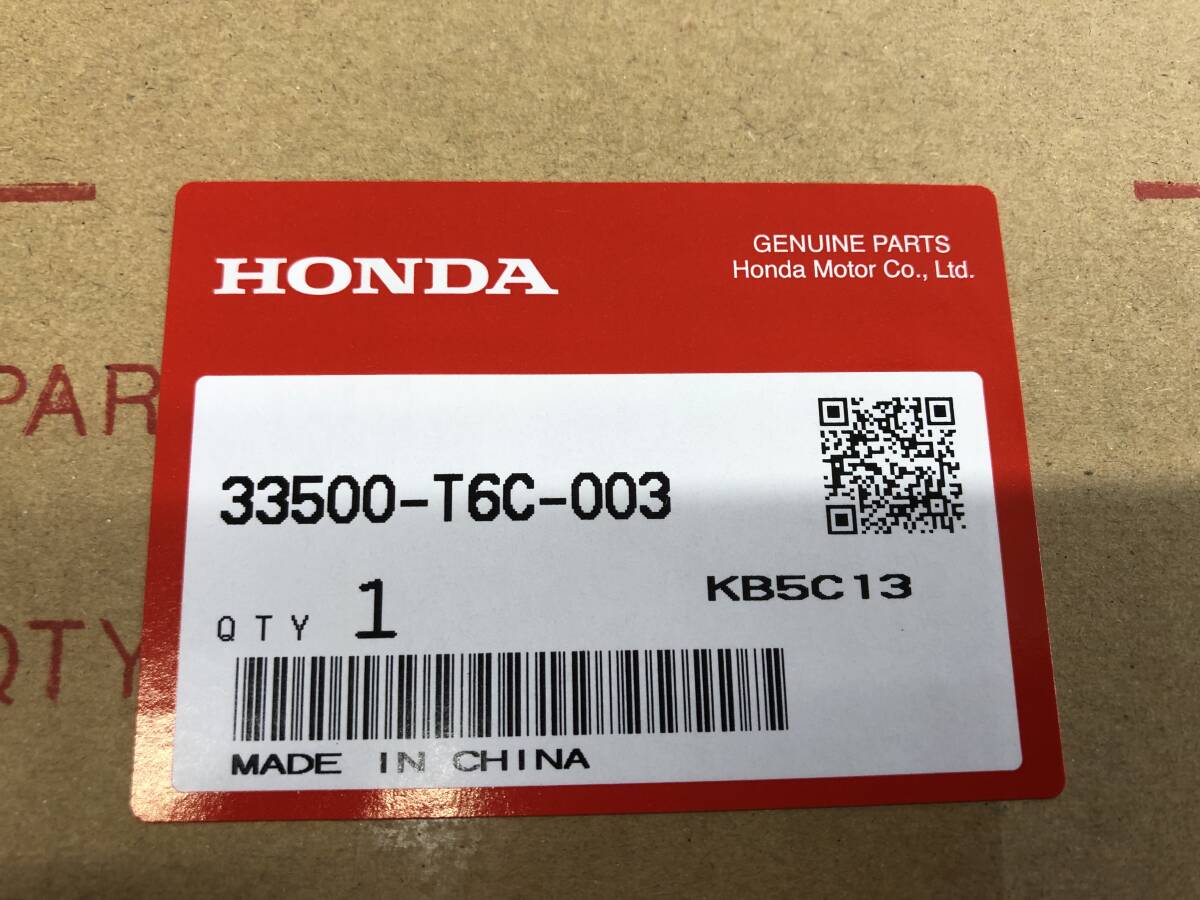 HONDA
GENUINE PARTS
Honda Motor Co., Ltd.
PAR
33500-T6C-003
KB5C13
QTY 1
QTY
MADE IN CHINA